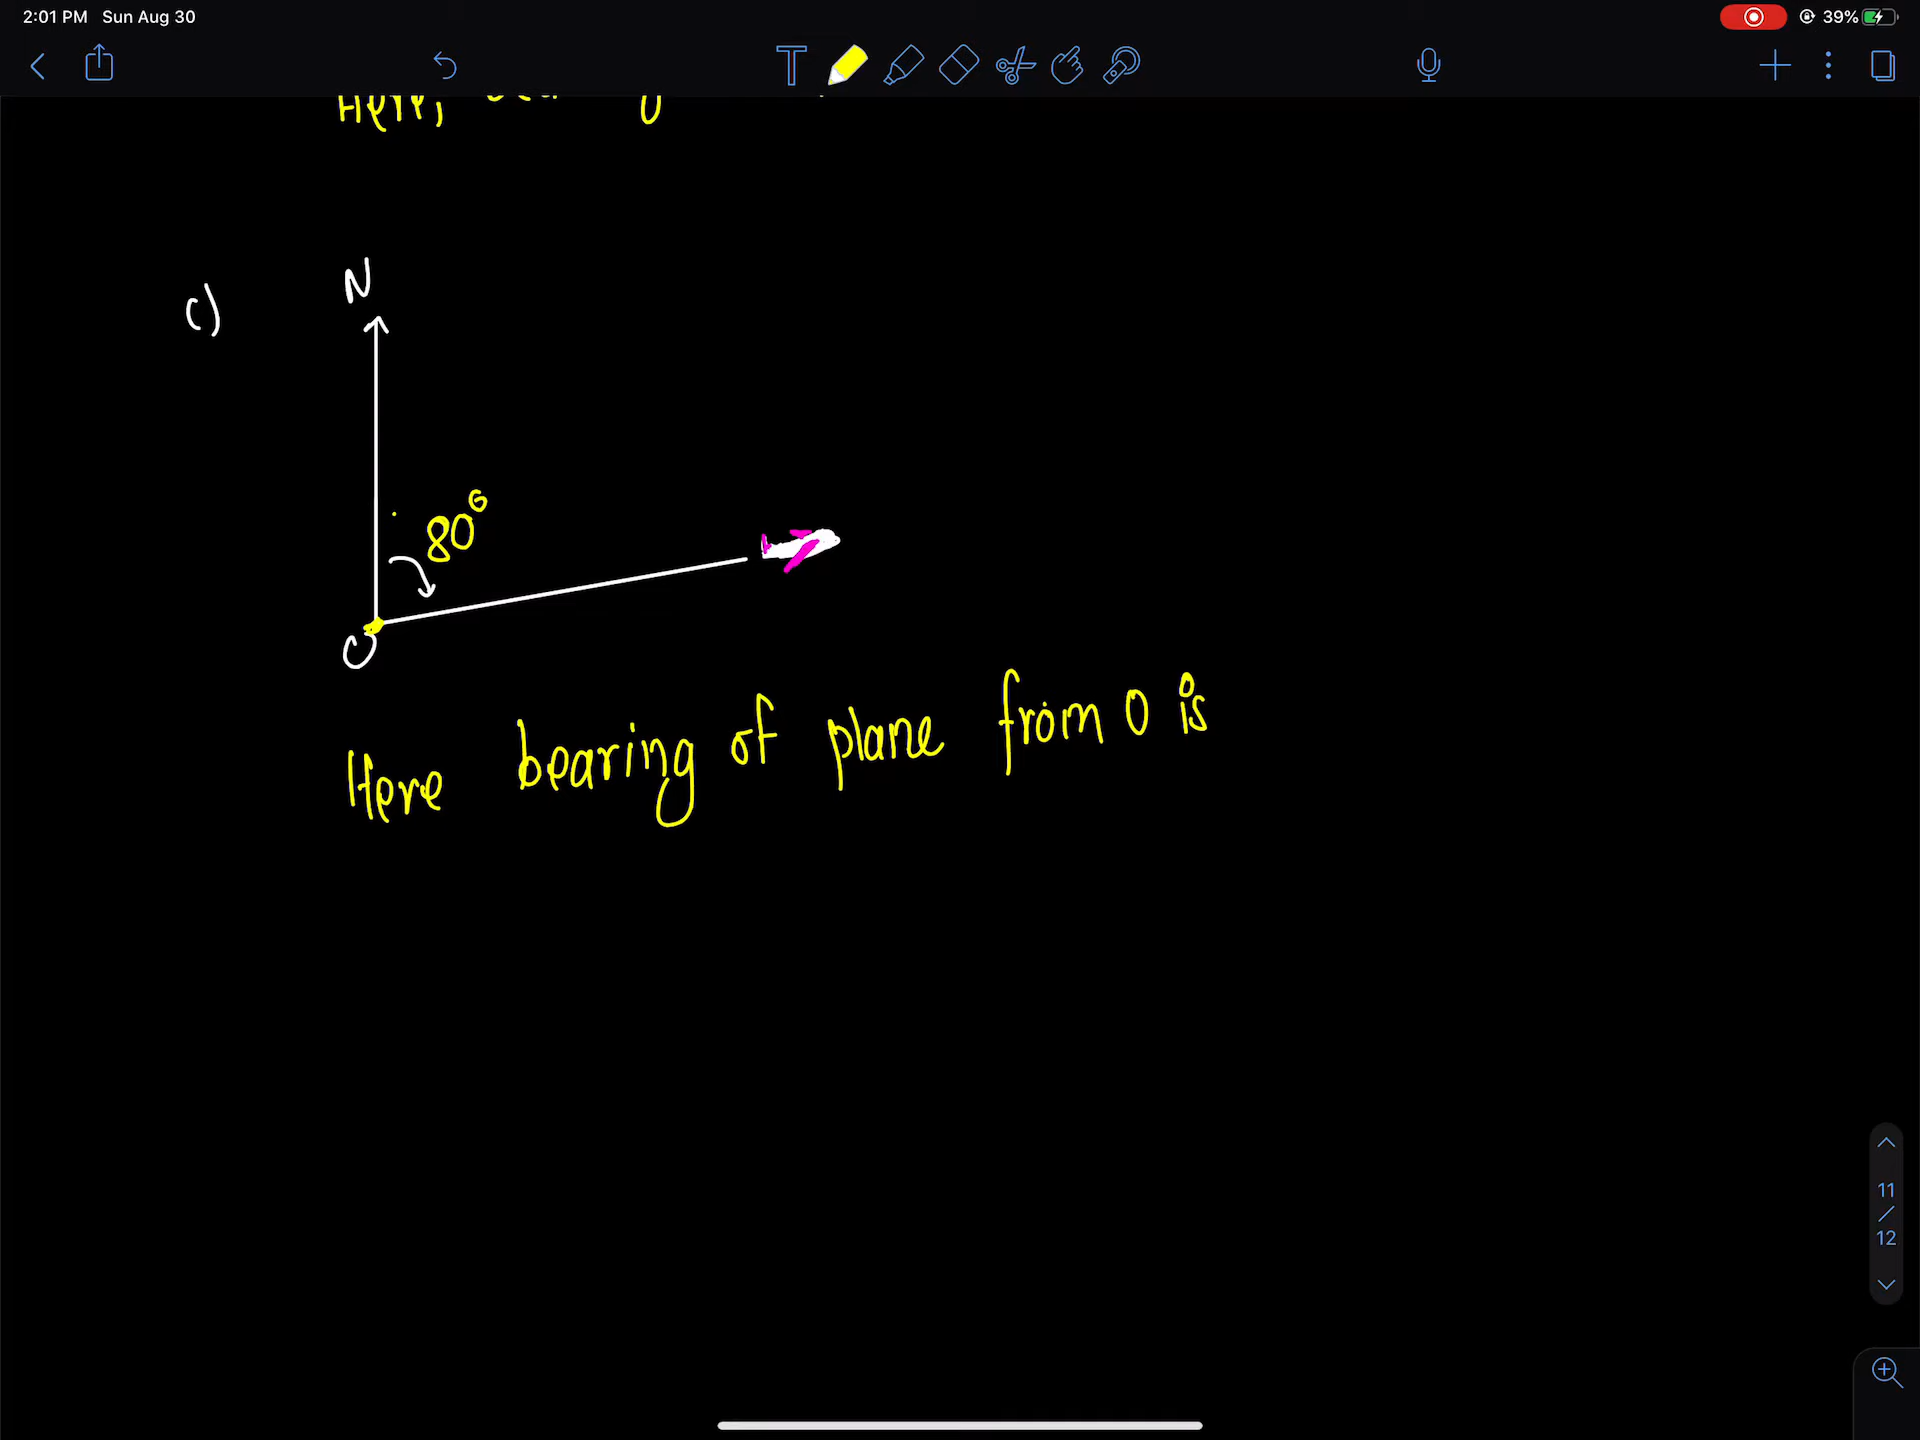 2:01 PM Sun Aug 30
39%
T
N
c)
80°
O
Here bearing of plane from O is
11
/
12